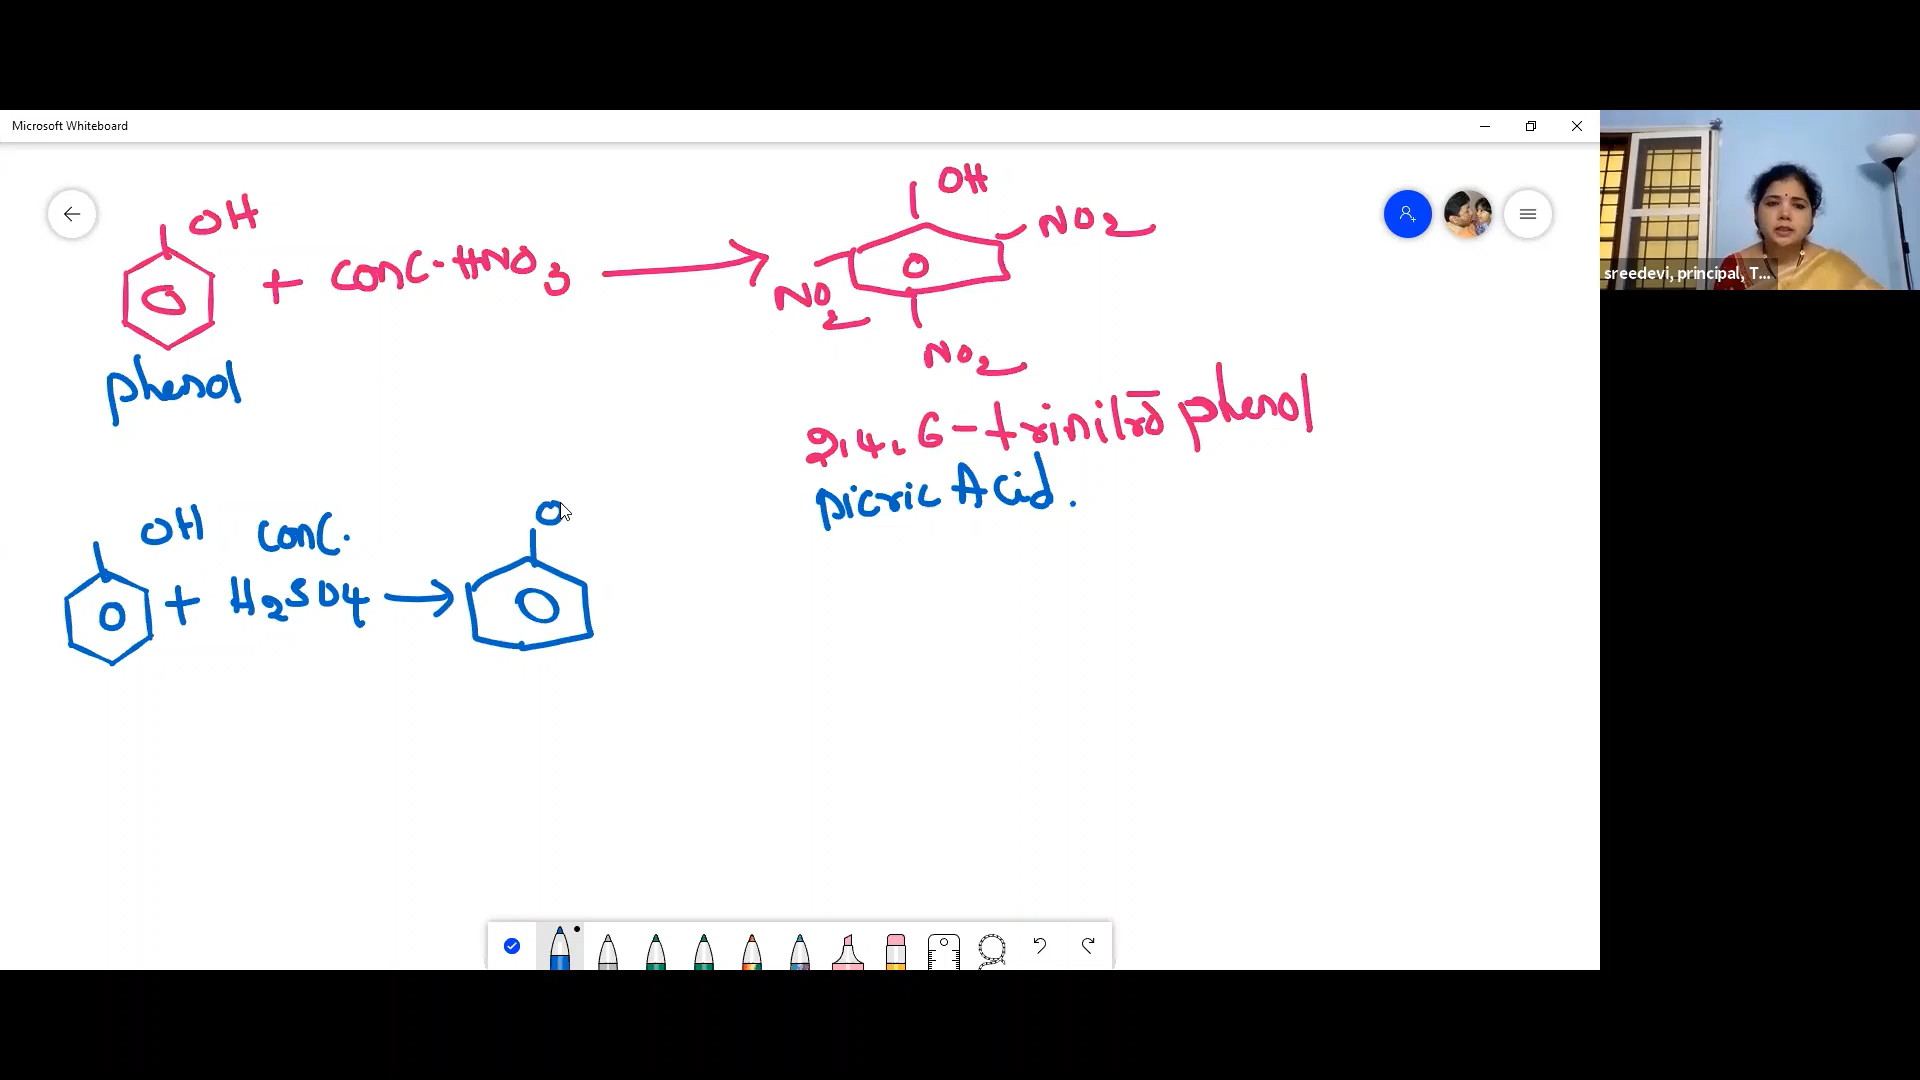 Microsoft Whiteboard
OH
+ conc. HNO3
phenol
OH
NO2
NO2
NO2
2,4,6-trinitro phenol
picric Acid.
OH conc.
+ H2SO4
O
sreedevi, principal, T...